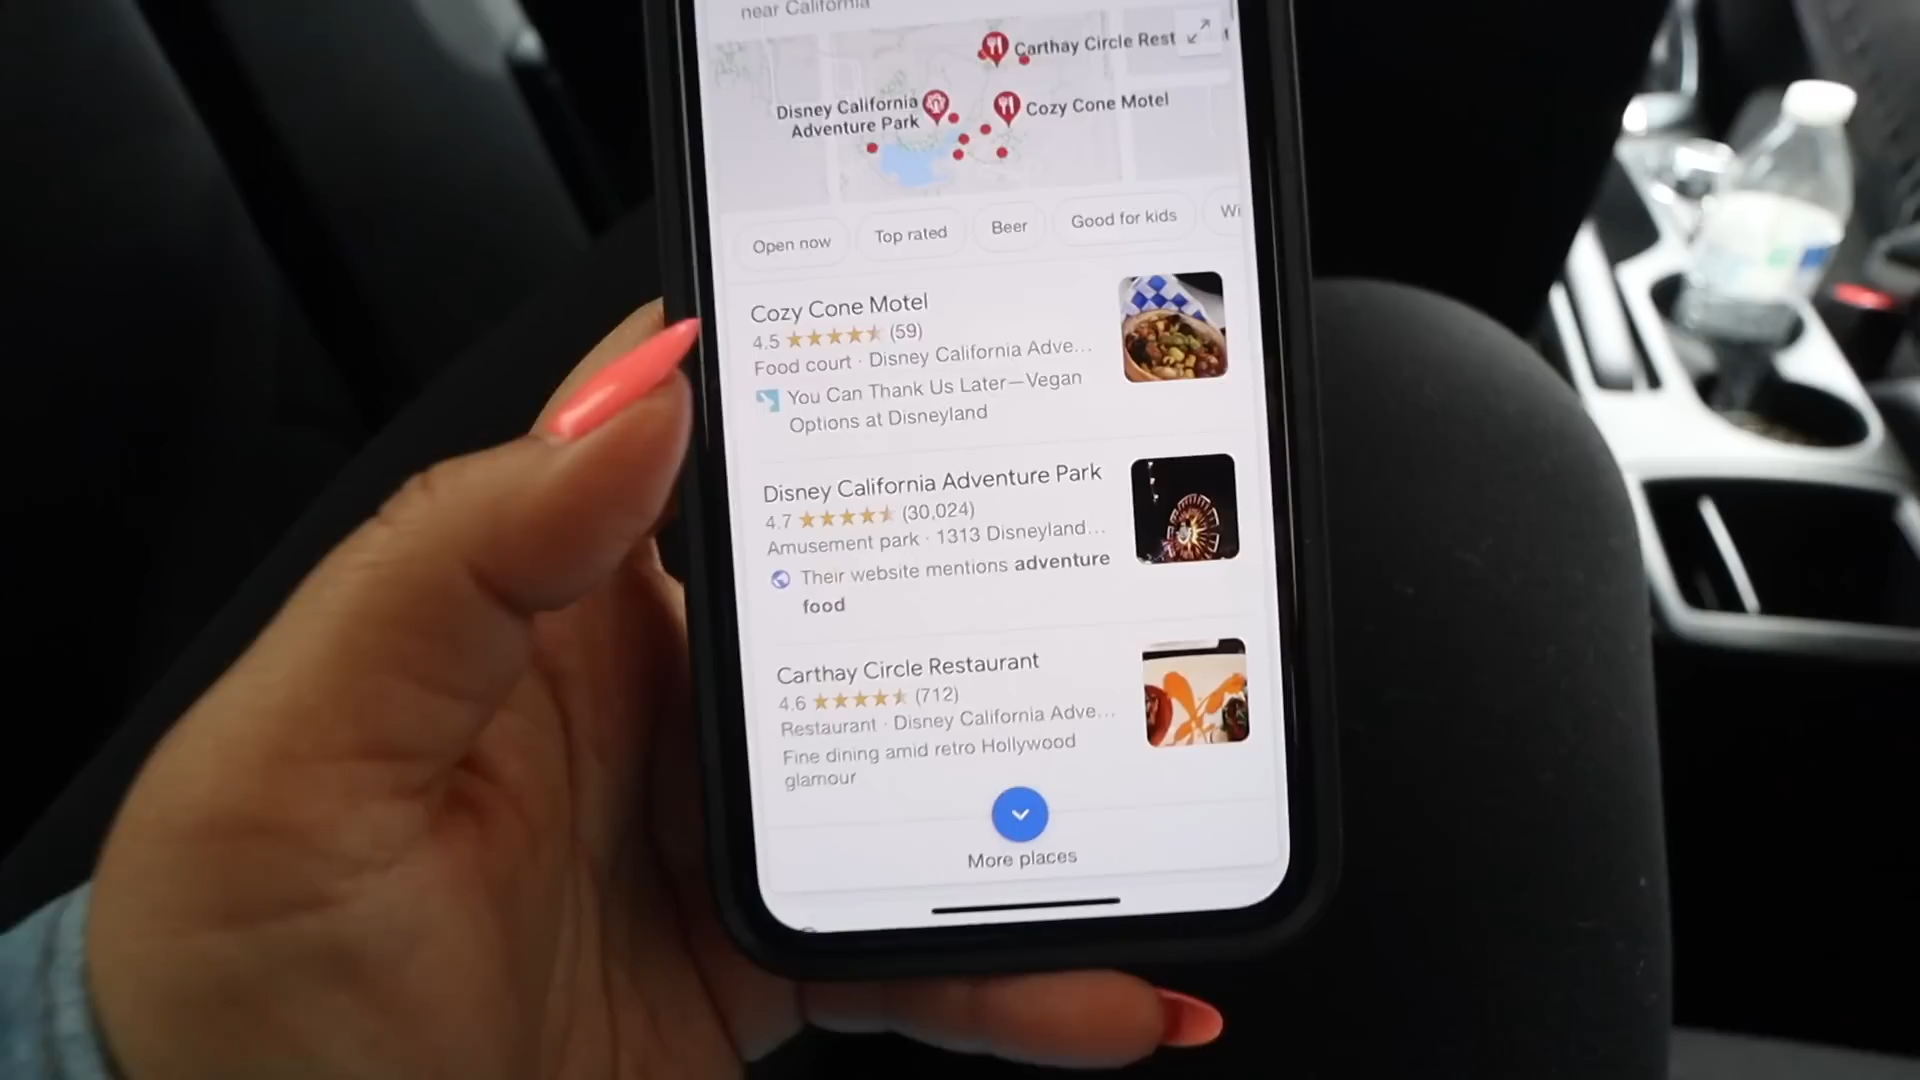 near California
Carthay Circle Rest
Disney California
Adventure Park
Cozy Cone Motel
Open now
Top rated
Beer
Good for kids
Wi
Cozy Cone Motel
4.5 (59)
Food court · Disney California Adve...
You Can Thank Us Later—Vegan
Options at Disneyland
Disney California Adventure Park
4.7 (30,024)
Amusement park · 1313 Disneyland...
Their website mentions adventure
food
Carthay Circle Restaurant
4.6 (712)
Restaurant · Disney California Adve...
Fine dining amid retro Hollywood
glamour
More places